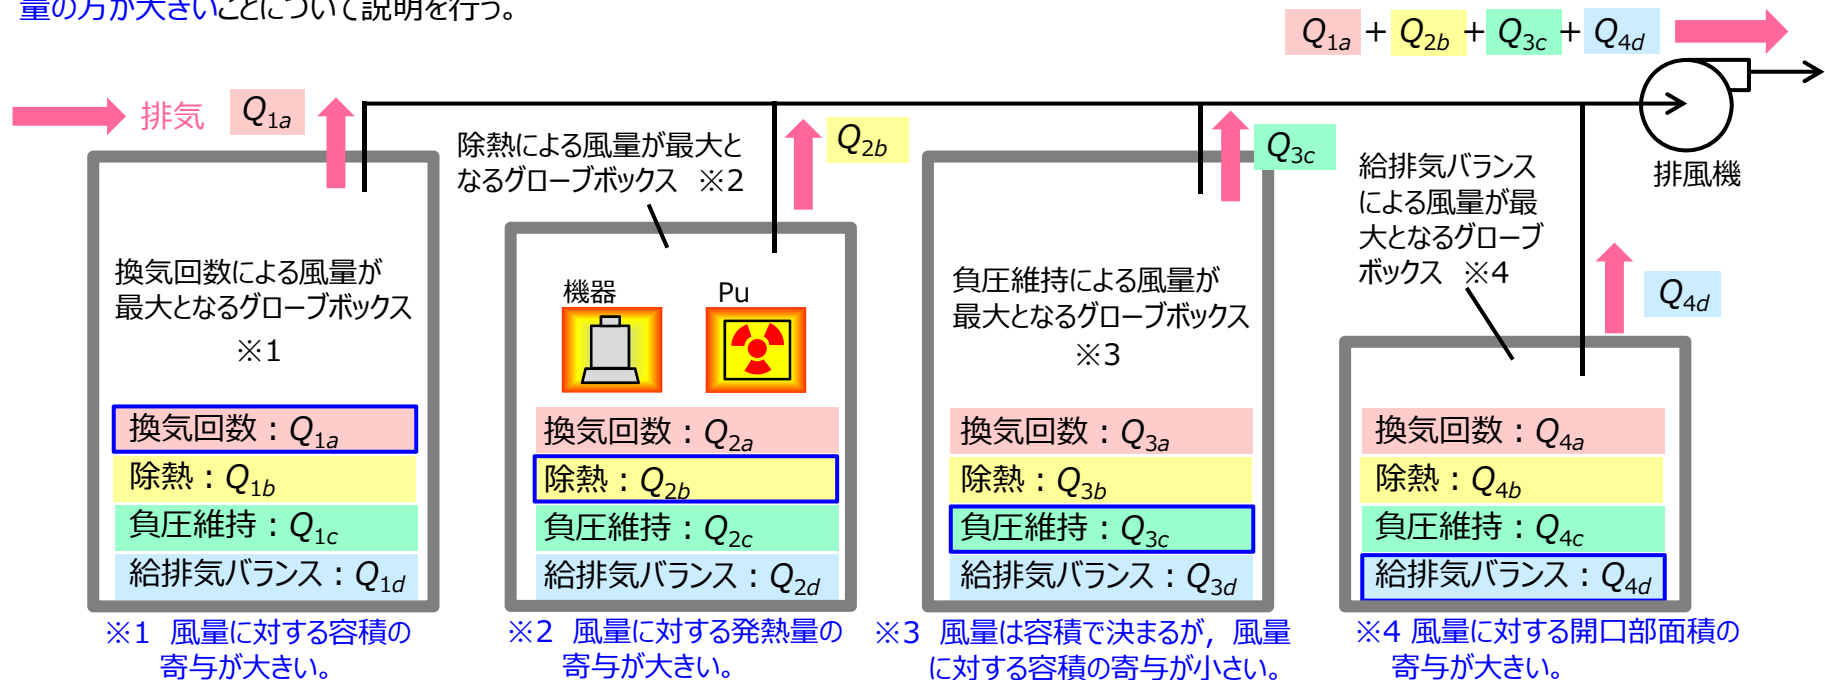 量の方が大きいことについて説明を行う。
Q1a + Q2b + Q3c + Q4d
排気 Q1a
Q2b
Q3c
Q4d
排風機
換気回数による風量が
最大となるグローブボックス
※1
換気回数：Q1a
除熱：Q1b
負圧維持：Q1c
給排気バランス：Q1d
※1 風量に対する容積の
寄与が大きい。
除熱による風量が最大と
なるグローブボックス ※2
機器 Pu
換気回数：Q2a
除熱：Q2b
負圧維持：Q2c
給排気バランス：Q2d
※2 風量に対する発熱量の
寄与が大きい。
負圧維持による風量が
最大となるグローブボックス
※3
換気回数：Q3a
除熱：Q3b
負圧維持：Q3c
給排気バランス：Q3d
※3 風量は容積で決まるが，風量
に対する容積の寄与が小さい。
給排気バランス
による風量が最
大となるグローブ
ボックス ※4
換気回数：Q4a
除熱：Q4b
負圧維持：Q4c
給排気バランス：Q4d
※4 風量に対する開口部面積の
寄与が大きい。